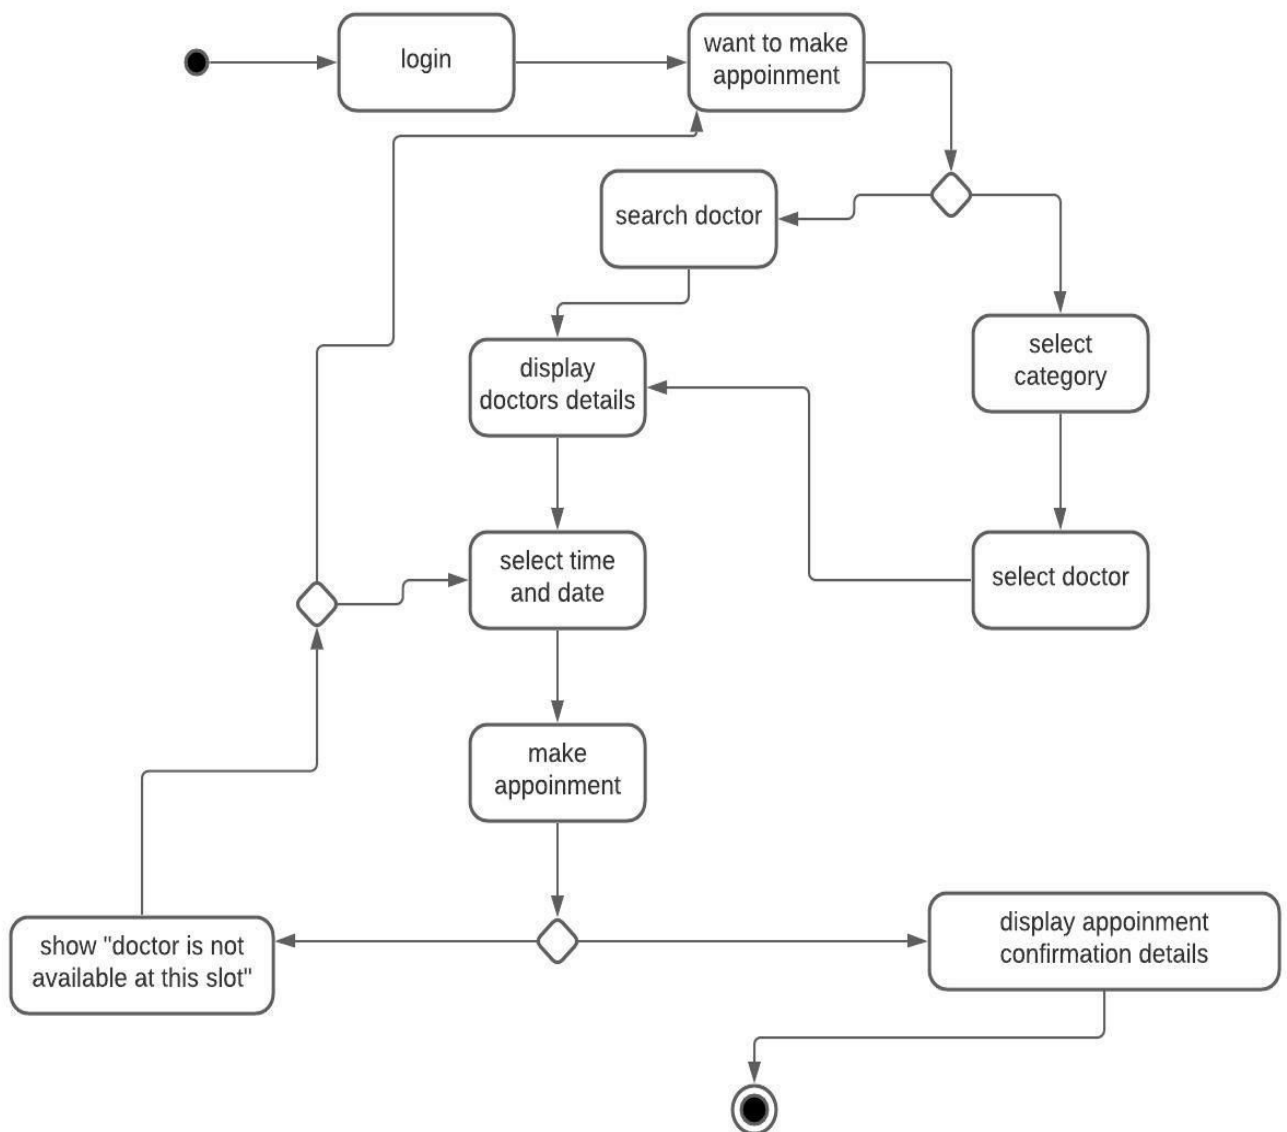 login
want to make
appoinment
search doctor
select
category
display
doctors details
select time
and date
select doctor
make
appoinment
show "doctor is not
available at this slot"
display appoinment
confirmation details